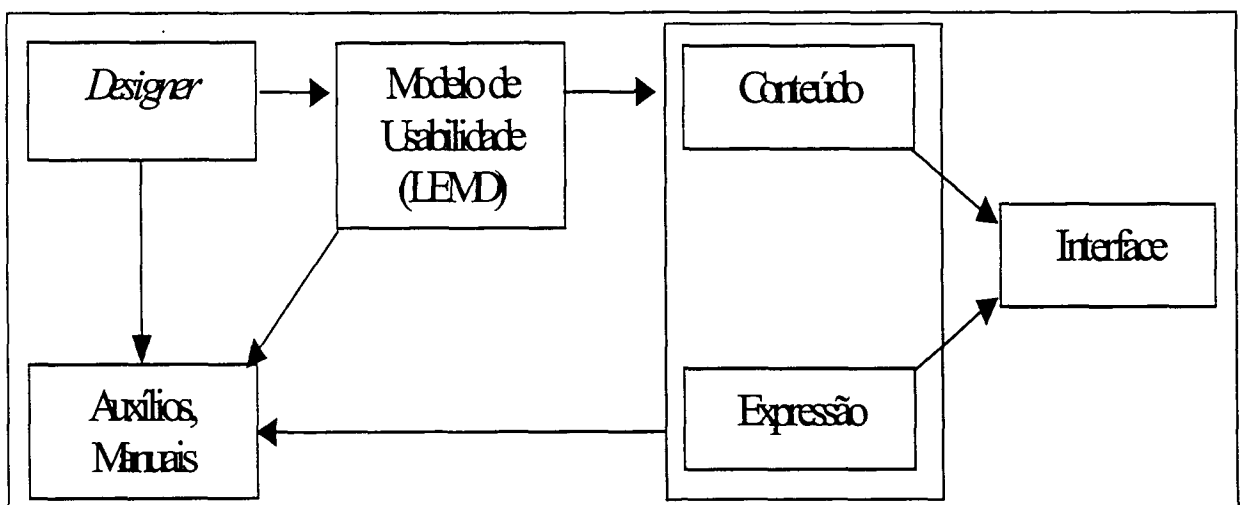 Designer
Modelo de
Usabilidade
(LEMD)
Conteúdo
Interface
Auxílios,
Manuais
Expressão